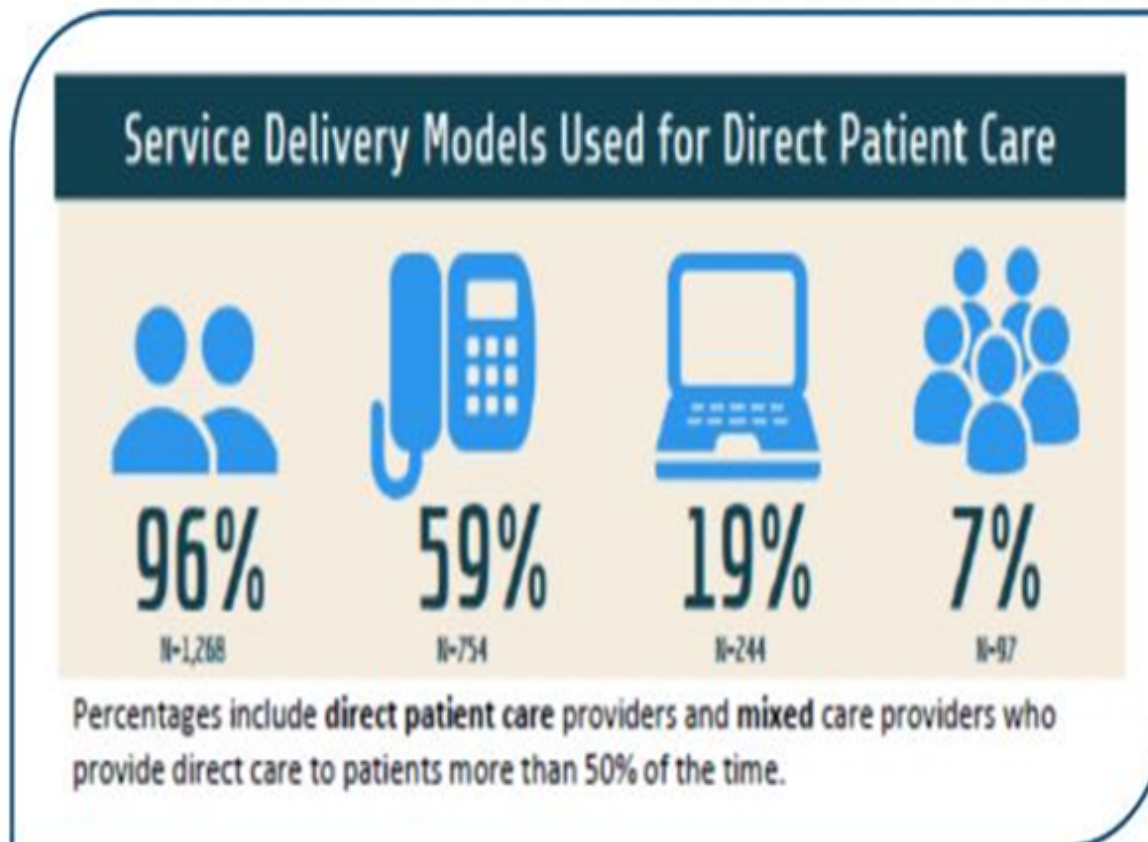 Service Delivery Models Used for Direct Patient Care
96% 59% 19% 7%
N=1,268 N=754 N=244 N=97
Percentages include direct patient care providers and mixed care providers who
provide direct care to patients more than 50% of the time.